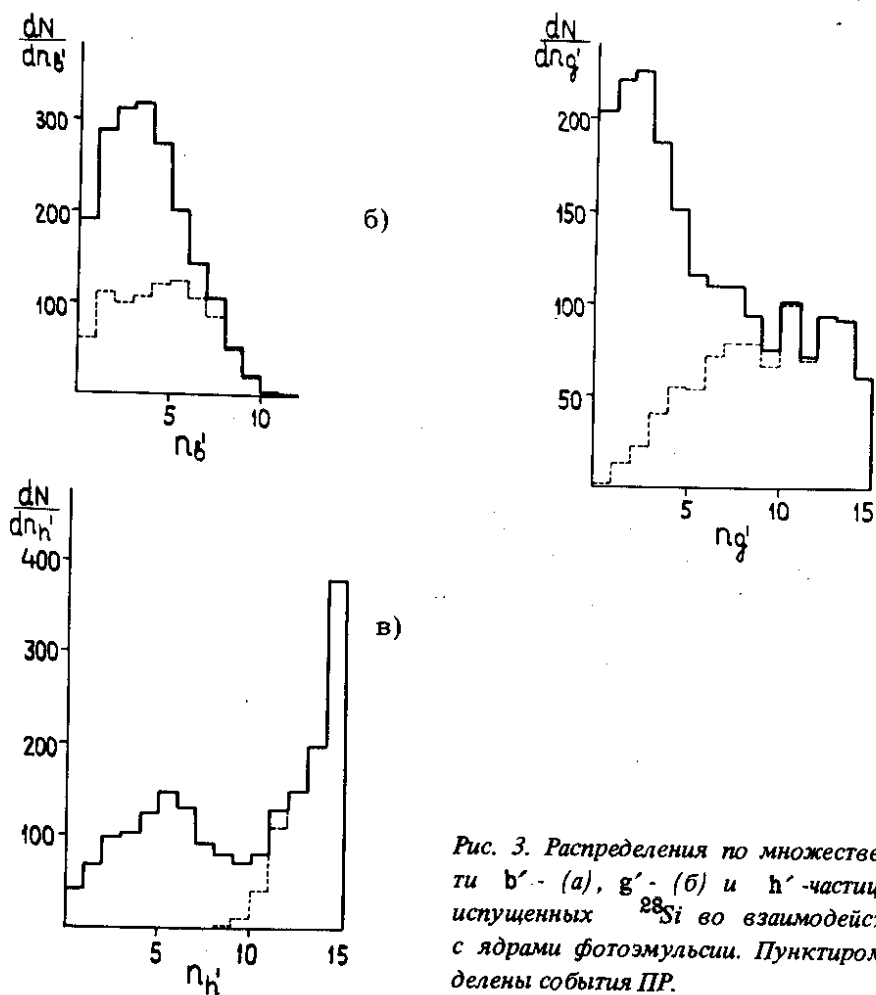 dN
dn_b'
300
200
100
5
10
n_b'
б)
dN
dn_g'
200
150
100
50
5
10
15
n_g'
dN
dn_h'
400
300
200
100
5
10
15
n_h'
в)
Рис. 3. Распределения по множестве
ти b′ - (а), g′ - (б) и h′ -частиц
испущенных ²⁸Si во взаимодейс
с ядрами фотоэмульсии. Пунктиром
делены события ПР.